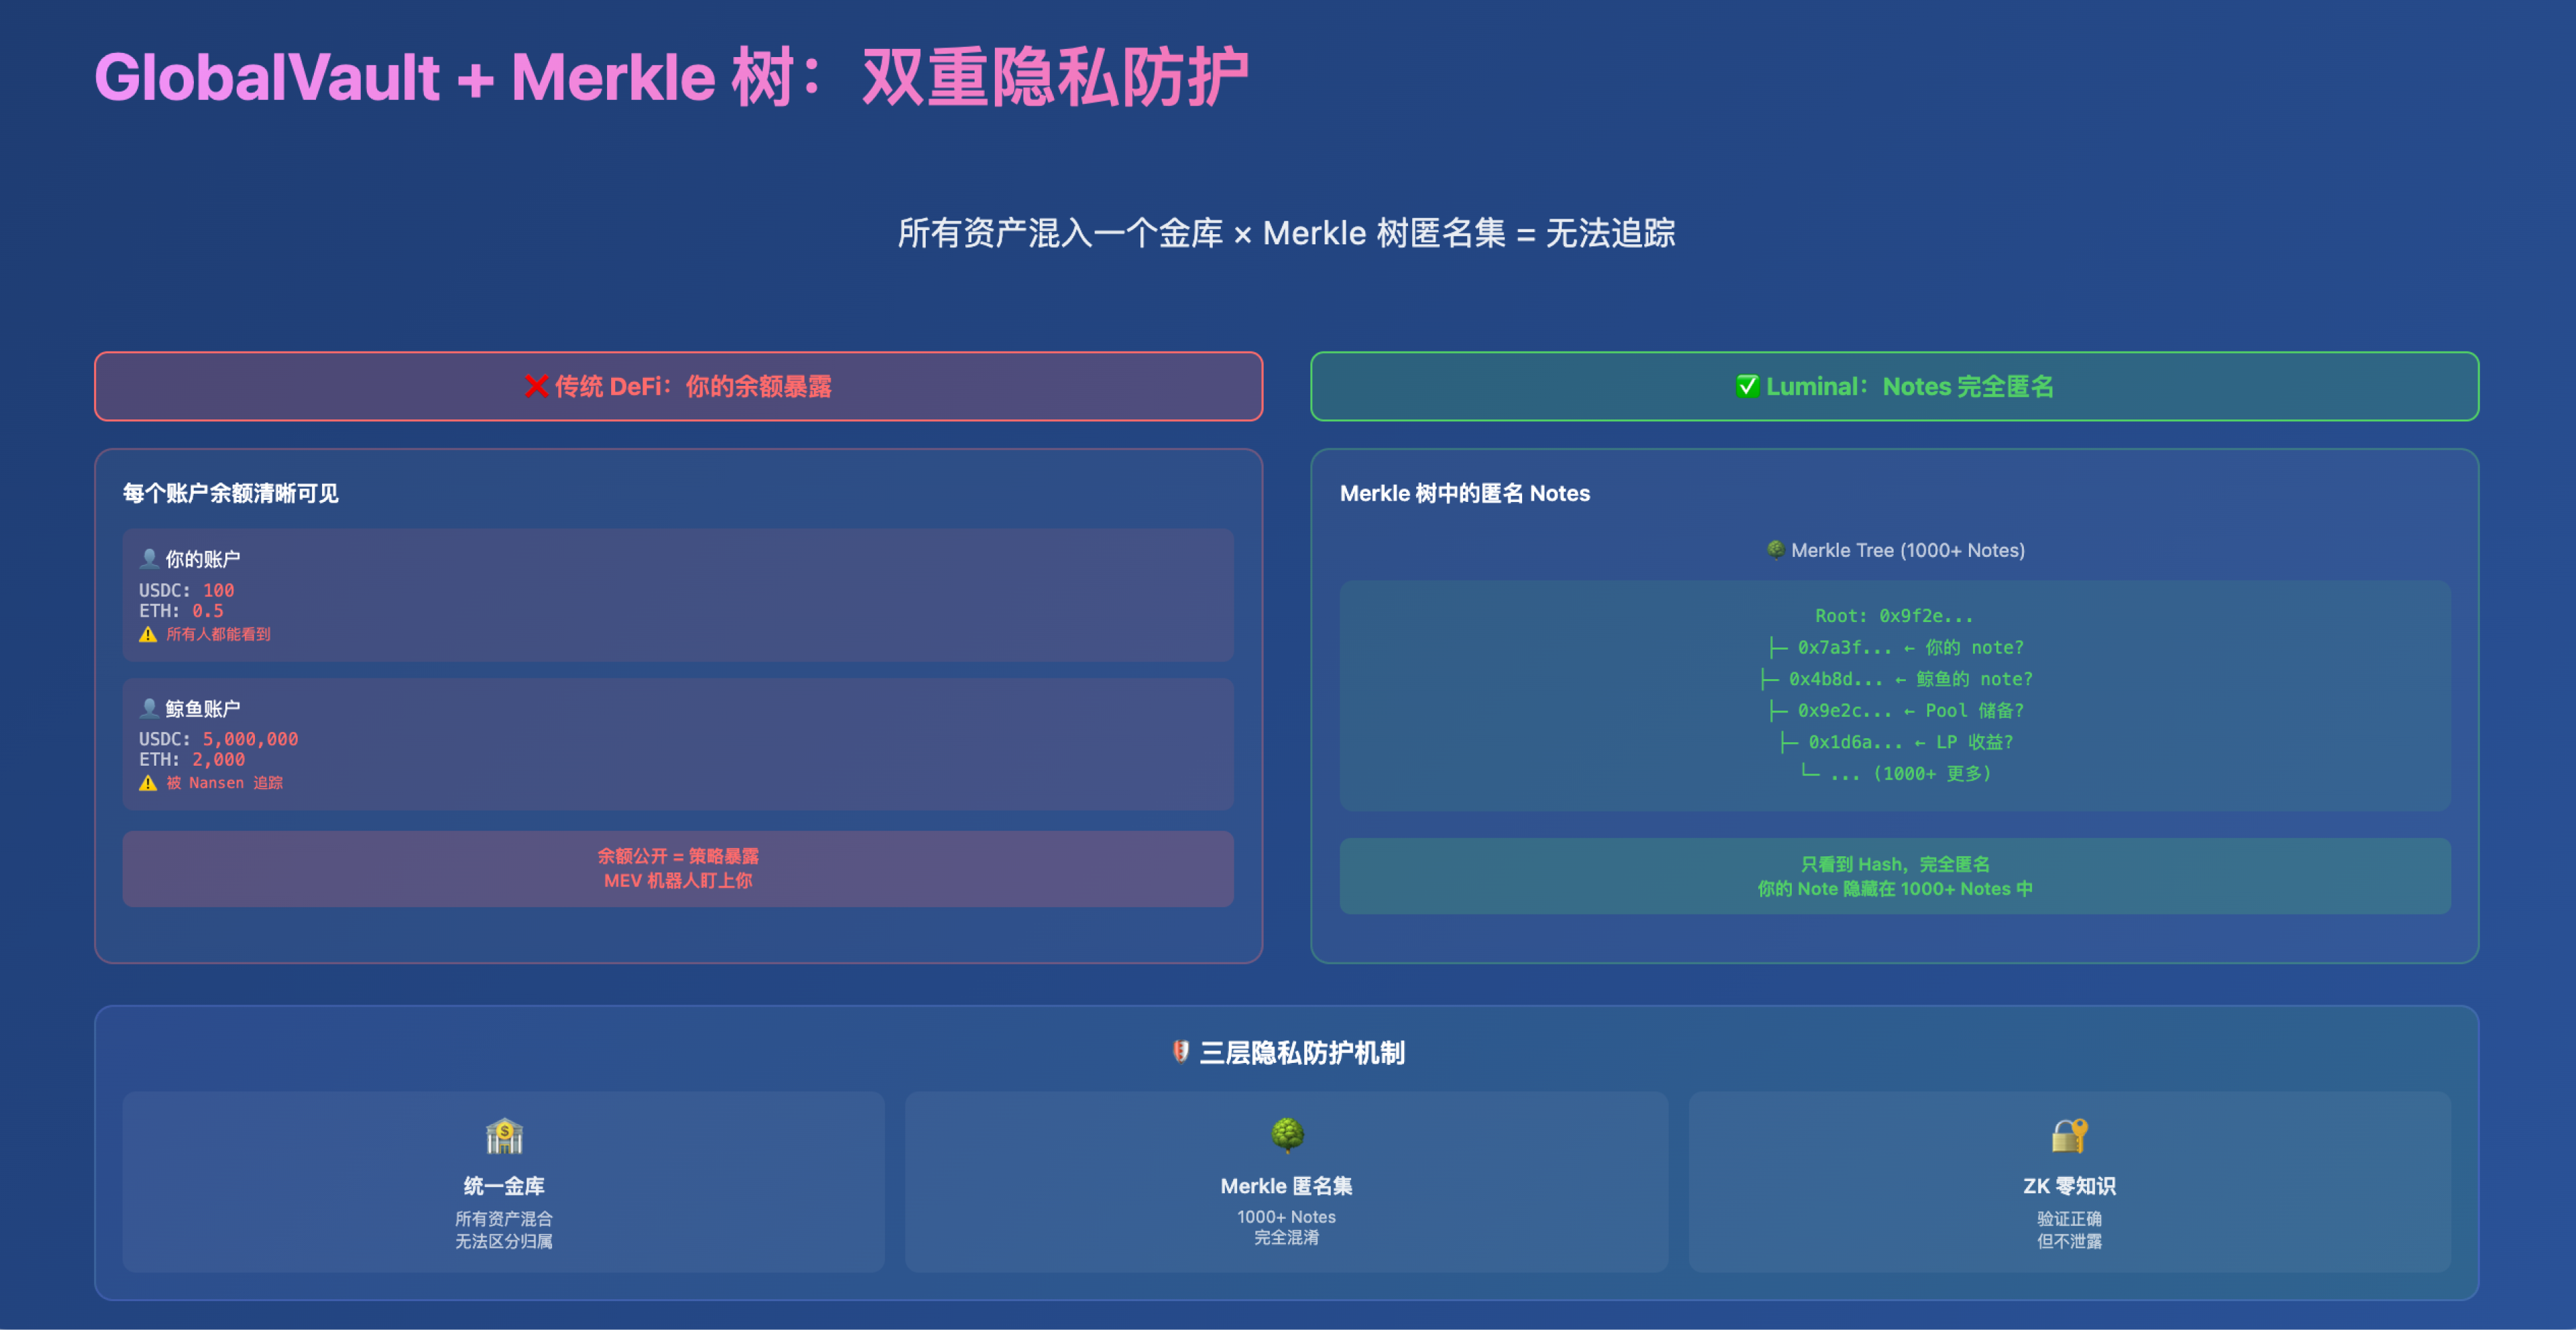 GlobalVault + Merkle 树：双重隐私防护
所有资产混入一个金库 × Merkle 树匿名集 = 无法追踪
❌ 传统 DeFi：你的余额暴露
每个账户余额清晰可见
👤 你的账户
USDC: 100
ETH: 0.5
⚠️ 所有人都能看到
👤 鲸鱼账户
USDC: 5,000,000
ETH: 2,000
⚠️ 被 Nansen 追踪
余额公开 = 策略暴露
MEV 机器人盯上你
✅ Luminal：Notes 完全匿名
Merkle 树中的匿名 Notes
🌳 Merkle Tree (1000+ Notes)
Root: 0x9f2e...
├─ 0x7a3f... ← 你的 note?
├─ 0x4b8d... ← 鲸鱼的 note?
├─ 0x9e2c... ← Pool 储备?
├─ 0x1d6a... ← LP 收益?
└─ ... (1000+ 更多)
只看到 Hash，完全匿名
你的 Note 隐藏在 1000+ Notes 中
🛡️ 三层隐私防护机制
🏦 统一金库
所有资产混合
无法区分归属
🌳 Merkle 匿名集
1000+ Notes
完全混淆
🔐 ZK 零知识
验证正确
但不泄露